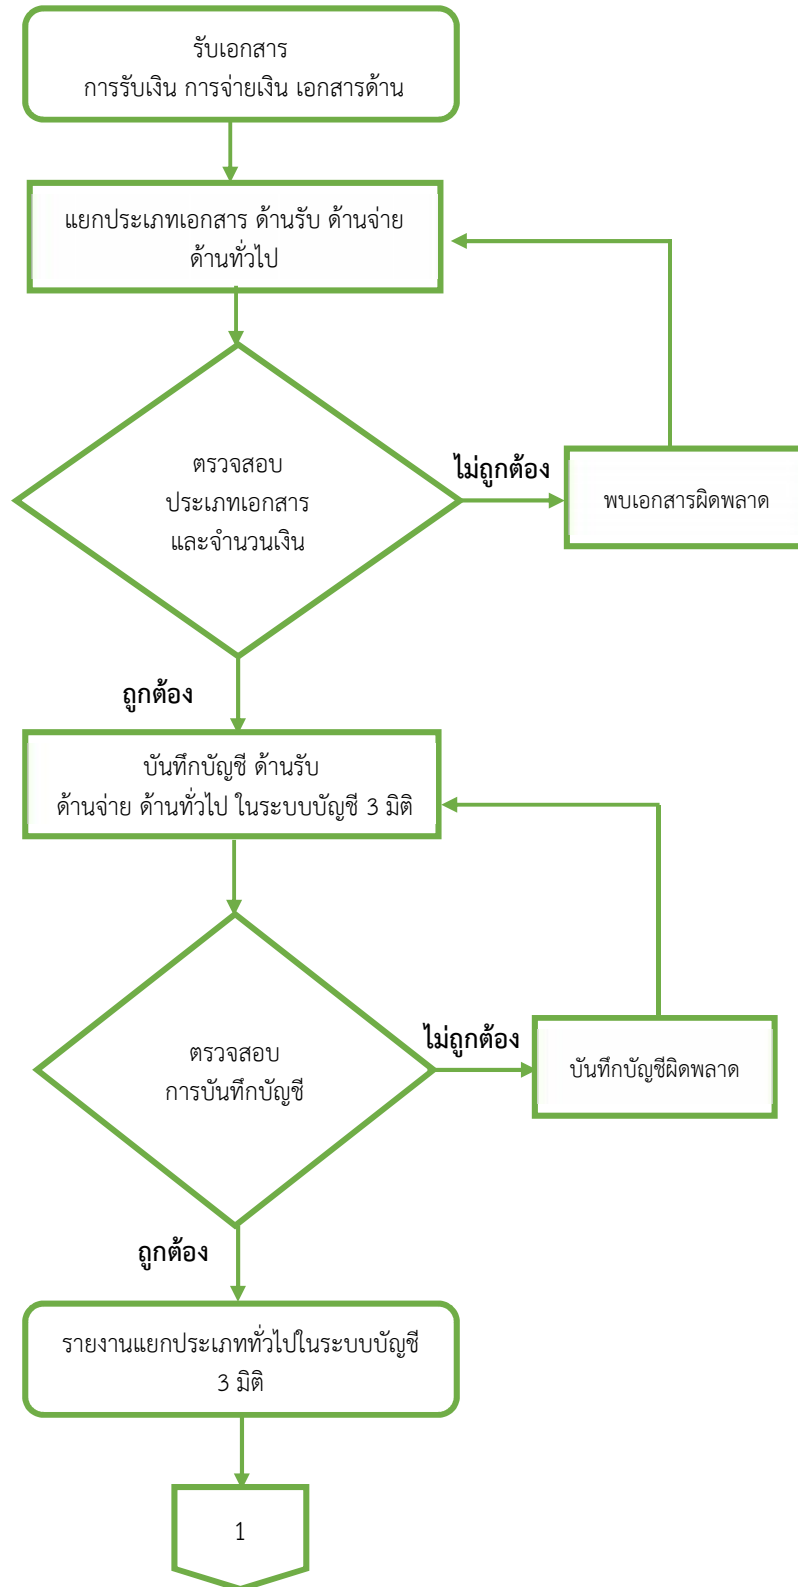 รับเอกสาร
การรับเงิน การจ่ายเงิน เอกสารด้าน
แยกประเภทเอกสาร ด้านรับ ด้านจ่าย
ด้านทั่วไป
ตรวจสอบ
ประเภทเอกสาร
และจำนวนเงิน
ไม่ถูกต้อง
พบเอกสารผิดพลาด
ถูกต้อง
บันทึกบัญชี ด้านรับ
ด้านจ่าย ด้านทั่วไป ในระบบบัญชี 3 มิติ
ตรวจสอบ
การบันทึกบัญชี
ไม่ถูกต้อง
บันทึกบัญชีผิดพลาด
ถูกต้อง
รายงานแยกประเภททั่วไปในระบบบัญชี
3 มิติ
1